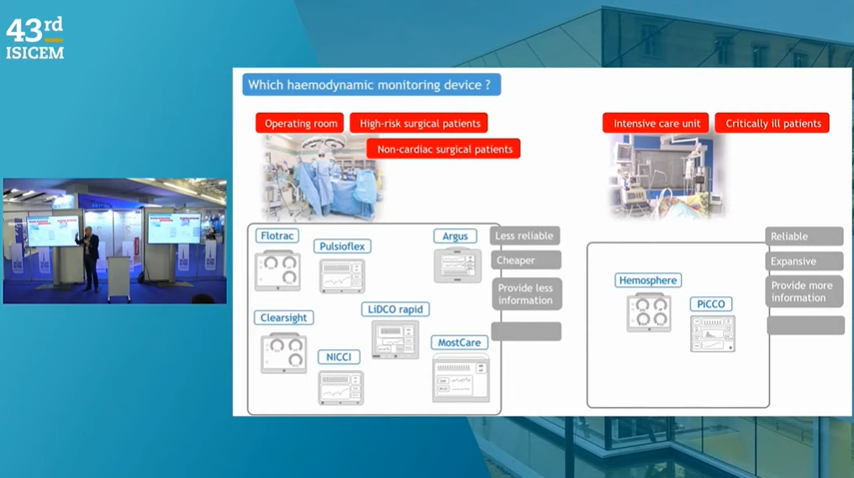 43rd
ISICEM
Which haemodynamic monitoring device ?
Operating room
High-risk surgical patients
Non-cardiac surgical patients
Intensive care unit
Critically ill patients
Flotrac
Pulsioflex
Argus
Clearsight
LiDCO rapid
NICCI
MostCare
Less reliable
Cheaper
Provide less
information
Hemosphere
PiCCO
Reliable
Expansive
Provide more
information